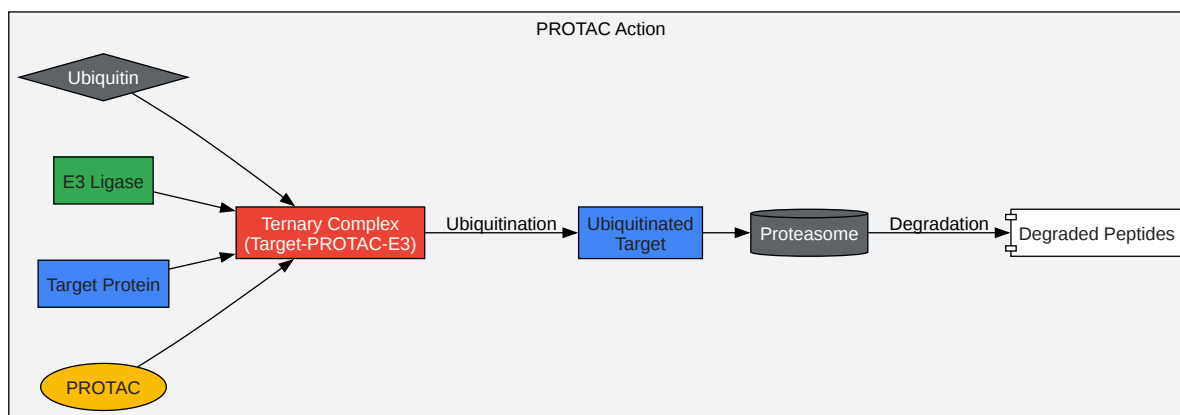 PROTAC Action
Ubiquitin
E3 Ligase
Target Protein
PROTAC
Ternary Complex
(Target-PROTAC-E3)
Ubiquitination
Ubiquitinated
Target
Proteasome
Degradation
Degraded Peptides